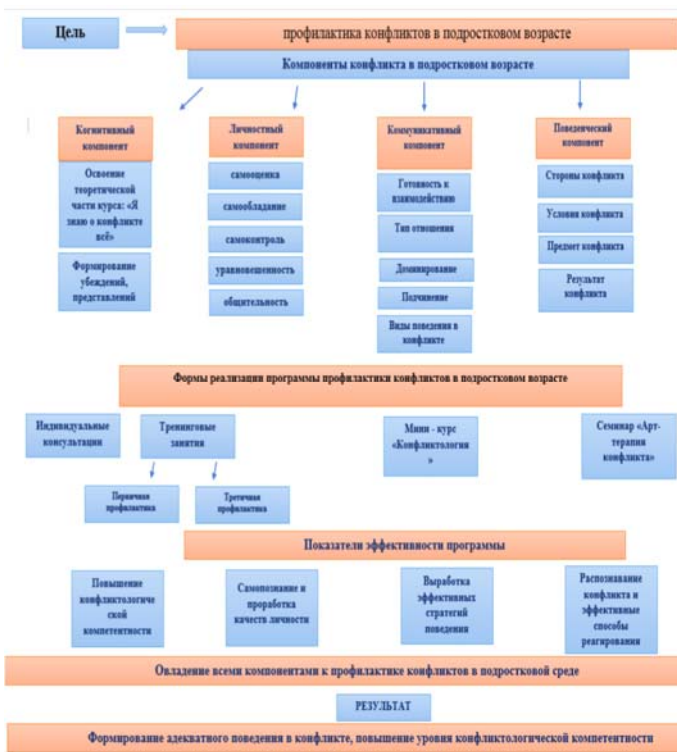 Цель
профилактика конфликтов в подростковом возрасте
Компоненты конфликта в подростковом возрасте
Когнитивный
компонент
Личностный
компонент
Коммуникативный
компонент
Поведенческий
компонент
Освоение
теоретической
части курса: «Я
знаю о конфликте
всё»
Формирование
убеждений,
представлений
самооценка
самообладание
самоконтроль
уравновешенность
общительность
Готовность к
взаимодействию
Тип отношения
Доминирование
Подчинение
Виды поведения в
конфликте
Стороны конфликта
Условия конфликта
Предмет конфликта
Результат
конфликта
Формы реализации программы профилактики конфликтов в подростковом возрасте
Индивидуальные
консультации
Тренинговые
занятия
Мини - курс
«Конфликтология
»
Семинар «Арт-
терапия
конфликта»
Первичная
профилактика
Третичная
профилактика
Показатели эффективности программы
Повышение
конфликтологиче
ской
компетентности
Самопознание и
проработка
качеств личности
Выработка
эффективных
стратегий
поведения
Распознавание
конфликта и
эффективные
способы
реагирования
Овладение всеми компонентами к профилактике конфликтов в подростковой среде
РЕЗУЛЬТАТ
Формирование адекватного поведения в конфликте, повышение уровня конфликтологической компетентности